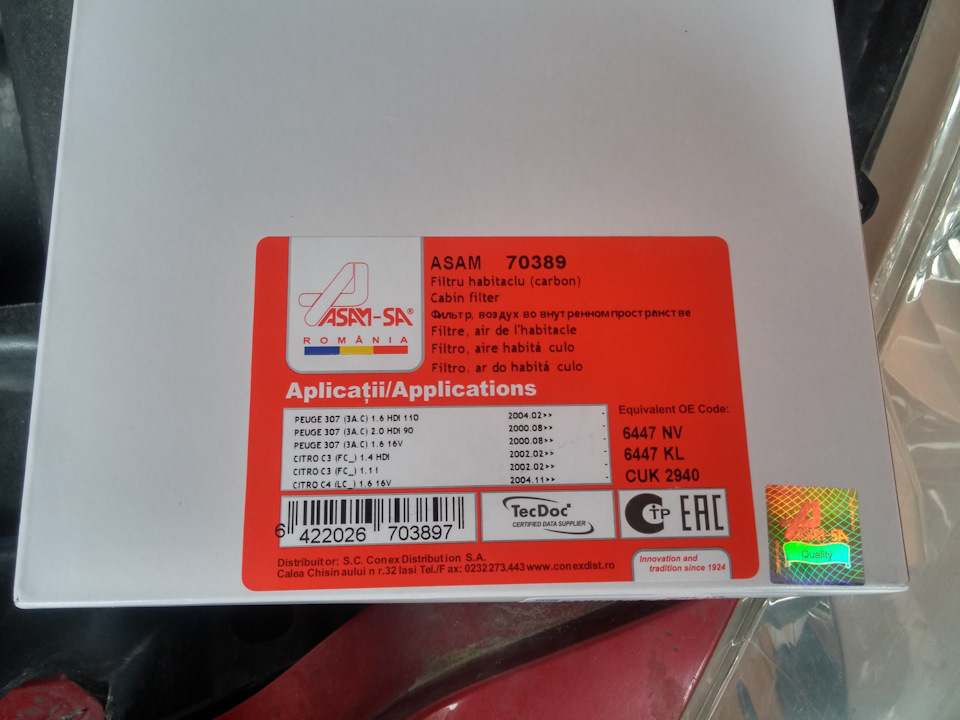 ASAM 70389
Filtru habitaclu (carbon)
Cabin filter
Фильтр, воздух во внутренном пространстве
Filtre, air de l'habitacle
Filtro, aire habitá culo
Filtro, ar do habitá culo
ASAM-SA®
ROMÂNIA
Aplicații/Applications
PEUGE 307 (3A.C) 1.6 HDI 110 2004.02>> -
PEUGE 307 (3A.C) 2.0 HDI 90 2000.08>> -
PEUGE 307 (3A.C) 1.6 16V 2000.08>> -
CITRO C3 (FC_) 1.4 HDI 2002.02>> -
CITRO C3 (FC_) 1.1 I 2002.02>> -
CITRO C4 (LC_) 1.6 16V 2004.11>> -
Equivalent OE Code:
6447 NV
6447 KL
CUK 2940
6 422026 703897
TecDoc®
CERTIFIED DATA SUPPLIER
СТР EAC
Distribuitor: S.C. Conex Distribution S.A.
Calea Chisinaului nr.32 Iasi Tel./Fax: 0232 273.443 www.conexdist.ro
Innovation and
tradition since 1924
ASAM-SA
Quality